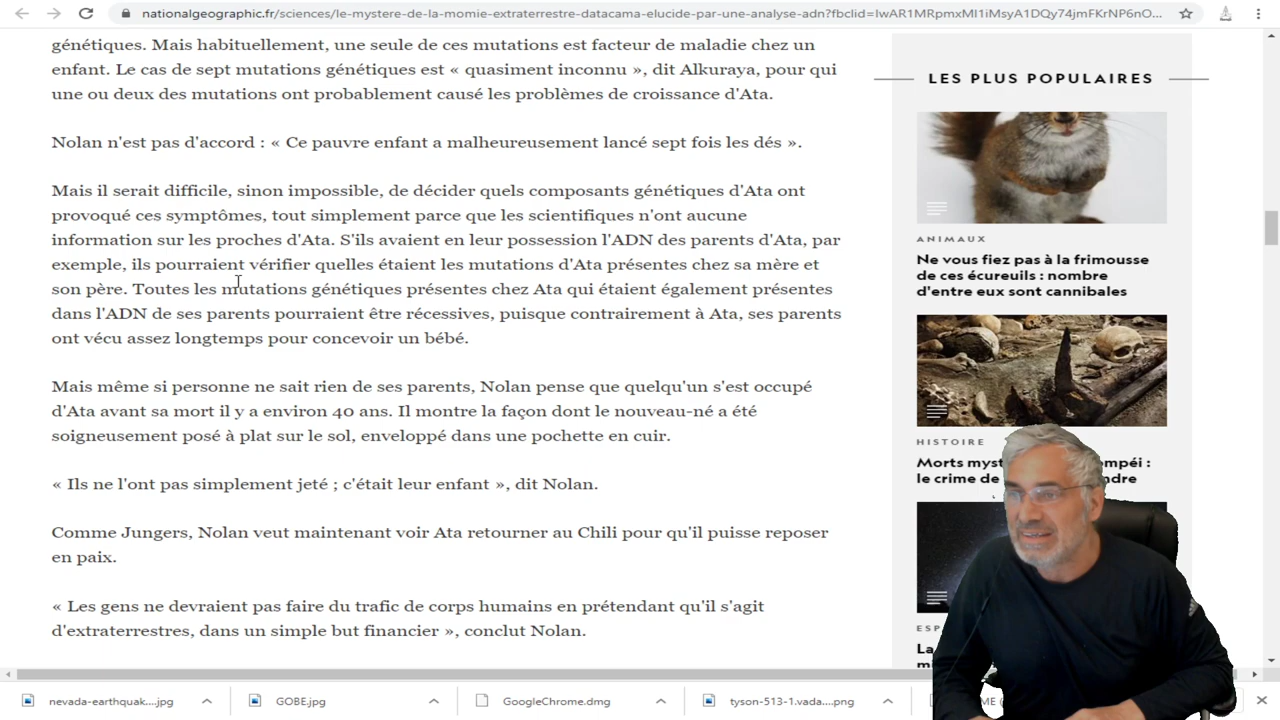 nationalgeographic.fr/sciences/le-mystere-de-la-momie-extraterrestre-datacama-elucide-par-une-analyse-adn?fbclid=IwAR1MRpmxMI1iMsyA1DQy74jmFKrNP6nO...
génétiques. Mais habituellement, une seule de ces mutations est facteur de maladie chez un
enfant. Le cas de sept mutations génétiques est « quasiment inconnu », dit Alkuraya, pour qui
une ou deux des mutations ont probablement causé les problèmes de croissance d'Ata.
Nolan n'est pas d'accord : « Ce pauvre enfant a malheureusement lancé sept fois les dés ».
Mais il serait difficile, sinon impossible, de décider quels composants génétiques d'Ata ont
provoqué ces symptômes, tout simplement parce que les scientifiques n'ont aucune
information sur les proches d'Ata. S'ils avaient en leur possession l'ADN des parents d'Ata, par
exemple, ils pourraient vérifier quelles étaient les mutations d'Ata présentes chez sa mère et
son père. Toutes les mutations génétiques présentes chez Ata qui étaient également présentes
dans l'ADN de ses parents pourraient être récessives, puisque contrairement à Ata, ses parents
ont vécu assez longtemps pour concevoir un bébé.
Mais même si personne ne sait rien de ses parents, Nolan pense que quelqu'un s'est occupé
d'Ata avant sa mort il y a environ 40 ans. Il montre la façon dont le nouveau-né a été
soigneusement posé à plat sur le sol, enveloppé dans une pochette en cuir.
« Ils ne l'ont pas simplement jeté ; c'était leur enfant », dit Nolan.
Comme Jungers, Nolan veut maintenant voir Ata retourner au Chili pour qu'il puisse reposer
en paix.
« Les gens ne devraient pas faire du trafic de corps humains en prétendant qu'il s'agit
d'extraterrestres, dans un simple but financier », conclut Nolan.
LES PLUS POPULAIRES
ANIMAUX
Ne vous fiez pas à la frimousse
de ces écureuils : nombre
d'entre eux sont cannibales
HISTOIRE
Morts
le crime de
La
nevada-earthquak....jpg
GOBE.jpg
GoogleChrome.dmg
tyson-513-1.vada....png